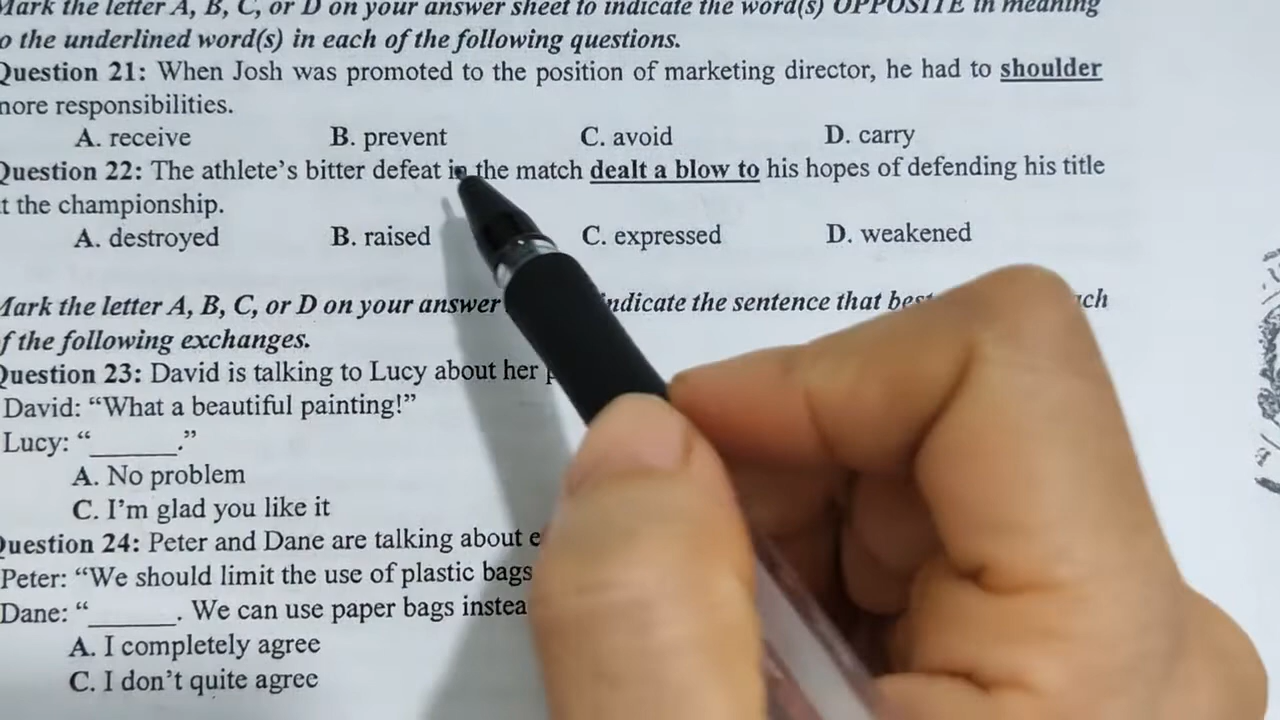 Mark the letter A, B, C, or D on your answer sheet to indicate the word(s) OPPOSITE in meaning
o the underlined word(s) in each of the following questions.
Question 21: When Josh was promoted to the position of marketing director, he had to shoulder
more responsibilities.
A. receive B. prevent C. avoid D. carry
Question 22: The athlete's bitter defeat in the match dealt a blow to his hopes of defending his title
t the championship.
A. destroyed B. raised C. expressed D. weakened
Mark the letter A, B, C, or D on your answer indicate the sentence that best ch
f the following exchanges.
Question 23: David is talking to Lucy about her
David: “What a beautiful painting!”
Lucy: “______.”
A. No problem
C. I'm glad you like it
Question 24: Peter and Dane are talking about e
Peter: “We should limit the use of plastic bags
Dane: “______. We can use paper bags instea
A. I completely agree
C. I don't quite agree